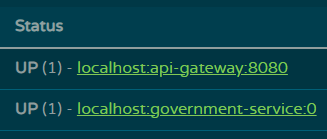 Status
UP (1) - localhost:api-gateway:8080
UP (1) - localhost:government-service:0